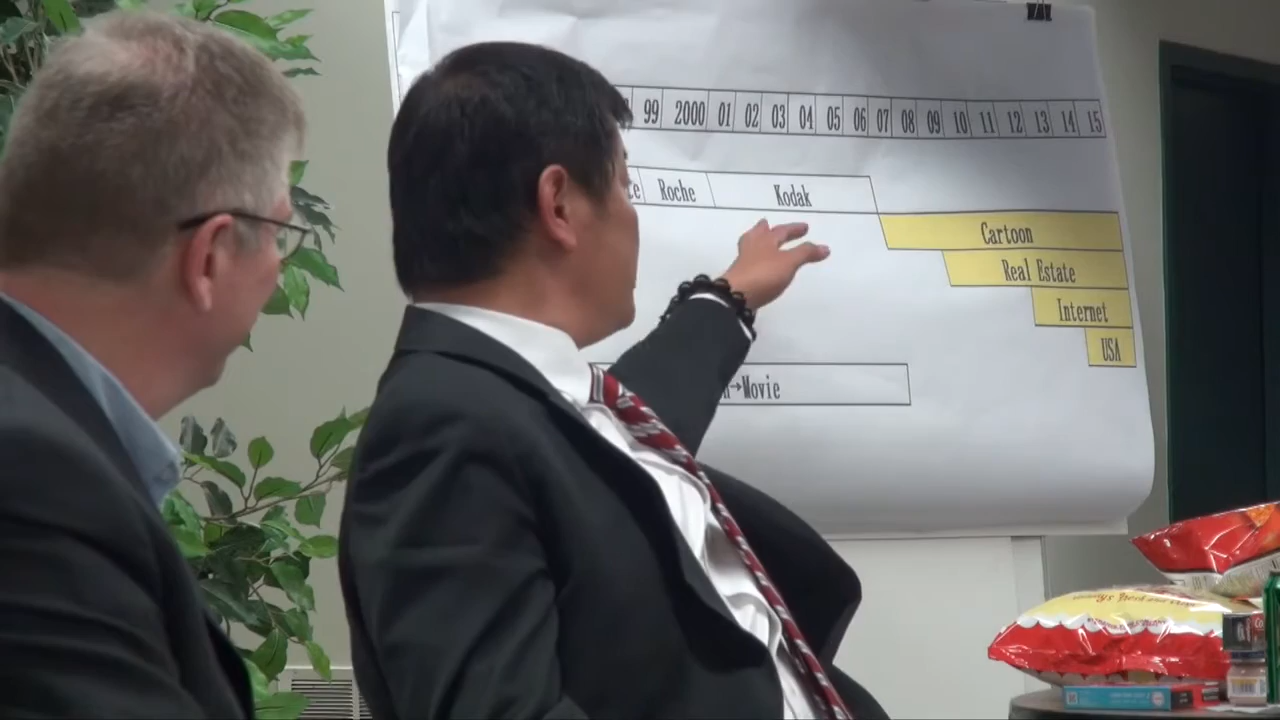 99 2000 01 02 03 04 05 06 07 08 09 10 11 12 13 14 15
Roche Kodak
Cartoon
Real Estate
Internet
USA
→Movie